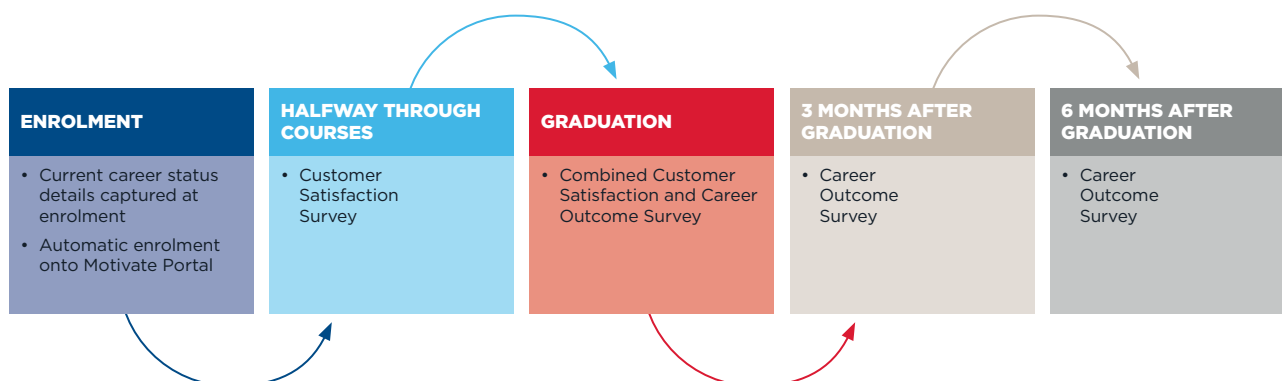 ENROLMENT
• Current career status
details captured at
enrolment
• Automatic enrolment
onto Motivate Portal
HALFWAY THROUGH
COURSES
• Customer
Satisfaction
Survey
GRADUATION
• Combined Customer
Satisfaction and Career
Outcome Survey
3 MONTHS AFTER
GRADUATION
• Career
Outcome
Survey
6 MONTHS AFTER
GRADUATION
• Career
Outcome
Survey